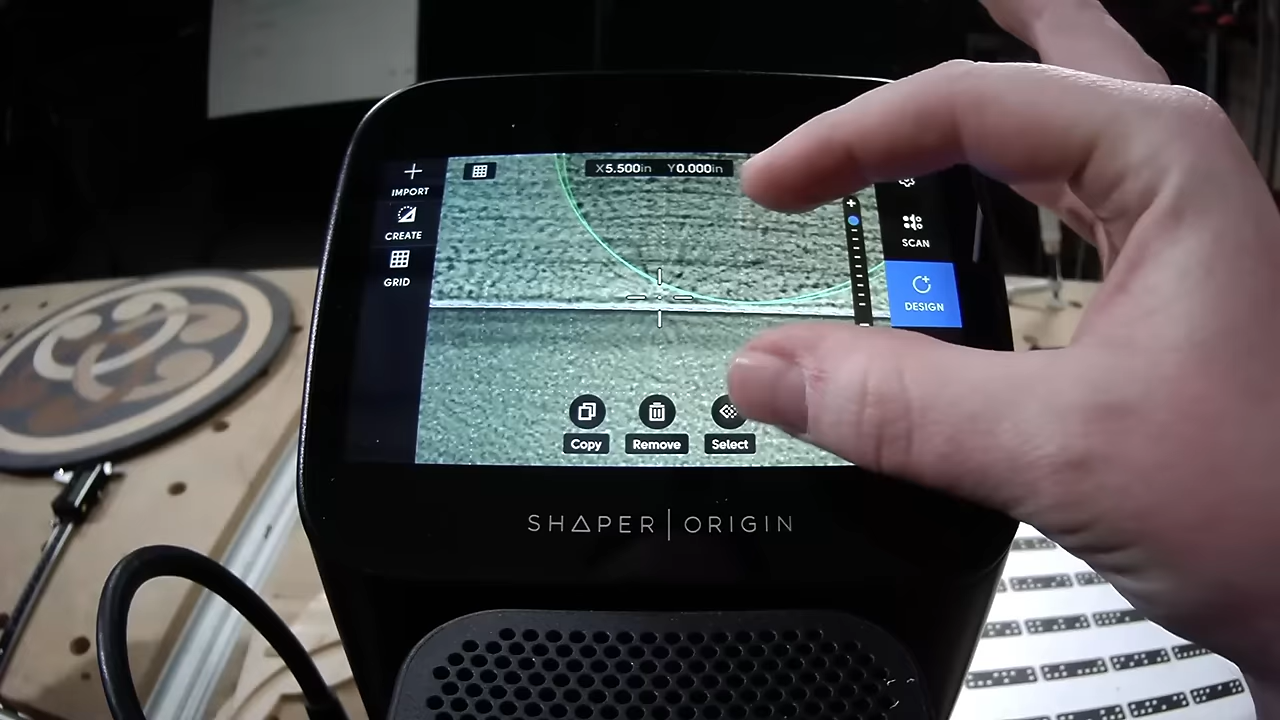 X5.500in Y0.000in
IMPORT
CREATE
GRID
SCAN
DESIGN
Copy
Remove
Select
SHAPER | ORIGIN